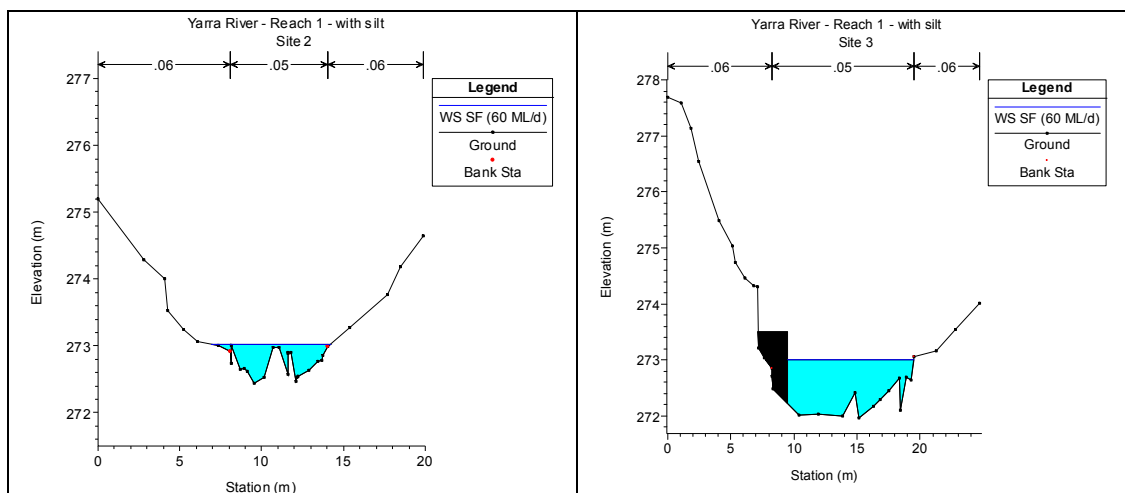 Yarra River - Reach 1 - with silt
Site 2
.06
.05
.06
Legend
WS SF (60 ML/d)
Ground
Bank Sta
277
276
275
274
273
272
0
5
10
15
20
Elevation (m)
Station (m)
Yarra River - Reach 1 - with silt
Site 3
.06
.05
.06
Legend
WS SF (60 ML/d)
Ground
Bank Sta
278
277
276
275
274
273
272
0
5
10
15
20
Elevation (m)
Station (m)